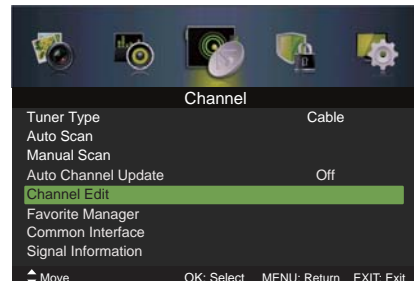 Channel
Tuner Type Cable
Auto Scan
Manual Scan
Auto Channel Update Off
Channel Edit
Favorite Manager
Common Interface
Signal Information
Move OK: Select MENU: Return EXIT: Exit